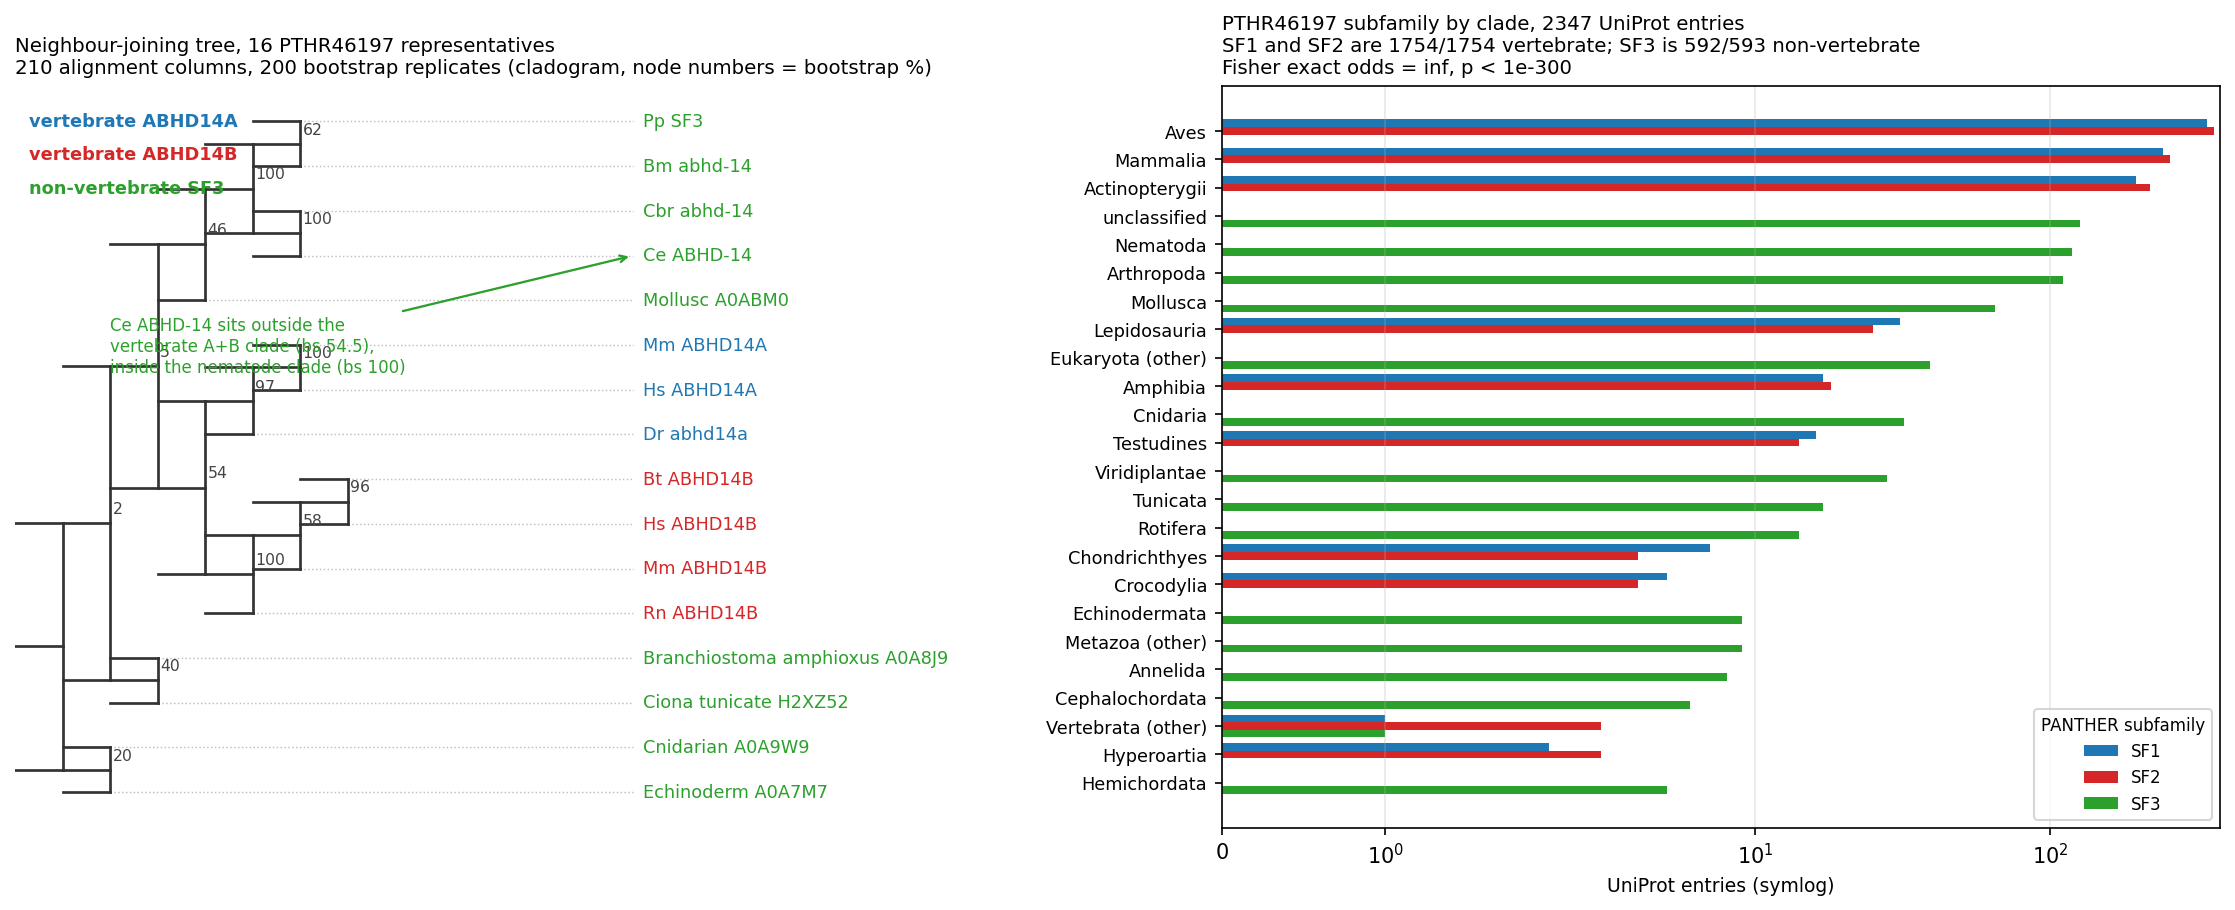 Neighbour-joining tree, 16 PTHR46197 representatives
210 alignment columns, 200 bootstrap replicates (cladogram, node numbers = bootstrap %)
vertebrate ABHD14A
vertebrate ABHD14B
non-vertebrate SF3
62
100
100
46
5
100
97
54
96
2
58
100
40
20
Ce ABHD-14 sits outside the
vertebrate A+B clade (bs 54.5),
inside the nematode clade (bs 100)
Pp SF3
Bm abhd-14
Cbr abhd-14
Ce ABHD-14
Mollusc A0ABM0
Mm ABHD14A
Hs ABHD14A
Dr abhd14a
Bt ABHD14B
Hs ABHD14B
Mm ABHD14B
Rn ABHD14B
Branchiostoma amphioxus A0A8J9
Ciona tunicate H2XZ52
Cnidarian A0A9W9
Echinoderm A0A7M7
PTHR46197 subfamily by clade, 2347 UniProt entries
SF1 and SF2 are 1754/1754 vertebrate; SF3 is 592/593 non-vertebrate
Fisher exact odds = inf, p < 1e-300
Aves
Mammalia
Actinopterygii
unclassified
Nematoda
Arthropoda
Mollusca
Lepidosauria
Eukaryota (other)
Amphibia
Cnidaria
Testudines
Viridiplantae
Tunicata
Rotifera
Chondrichthyes
Crocodylia
Echinodermata
Metazoa (other)
Annelida
Cephalochordata
Vertebrata (other)
Hyperoartia
Hemichordata
PANTHER subfamily
SF1
SF2
SF3
0 10⁰ 10¹ 10²
UniProt entries (symlog)